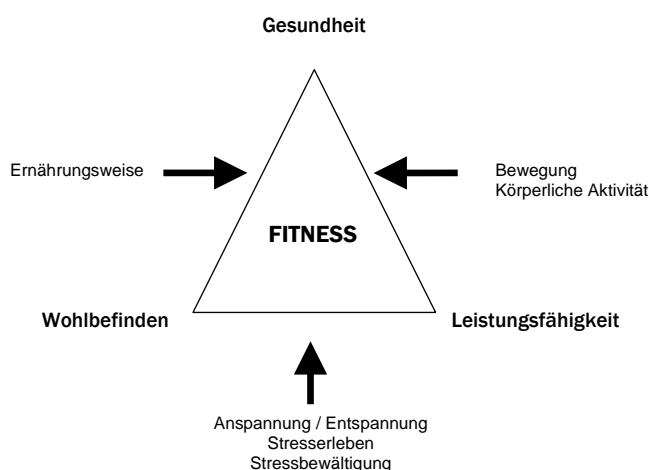 Gesundheit
Ernährungsweise
Bewegung
Körperliche Aktivität
FITNESS
Wohlbefinden
Leistungsfähigkeit
Anspannung / Entspannung
Stresserleben
Stressbewältigung